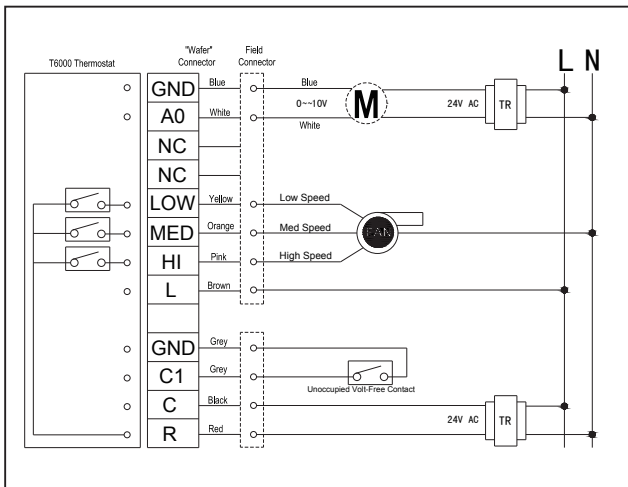 "Wafer" Connector
Field Connector
T6000 Thermostat
L N
GND Blue Blue
0~~10V M 24V AC TR
A0 White White
NC
NC
LOW Yellow Low Speed
MED Orange Med Speed FAN
HI Pink High Speed
L Brown
GND Grey
C1 Grey
Unoccupied Volt-Free Contact
C Black
24V AC TR
R Red